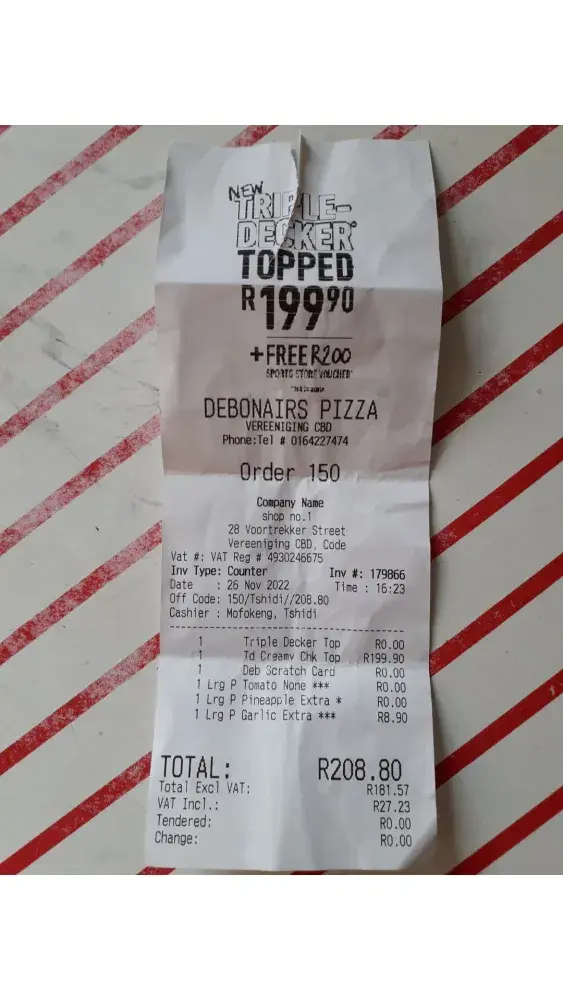 NEW
TRIPLE-
DECKER
TOPPED
R199 90
+FREE R200
SPORTS STORE VOUCHER*
DEBONAIRS PIZZA
VEREENIGING CBD
Phone:Tel # 0164227474
Order 150
Company Name
shop no.1
28 Voortrekker Street
Vereeniging CBD, Code
Vat #: VAT Reg # 4930246675
Inv Type: Counter Inv #: 179866
Date : 26 Nov 2022 Time : 16:23
Off Code: 150/Tshidi//208.80
Cashier : Mofokeng, Tshidi
1 Triple Decker Top R0.00
1 Td Creamy Chk Top R199.90
1 Deb Scratch Card R0.00
1 Lrg P Tomato None *** R0.00
1 Lrg P Pineapple Extra * R0.00
1 Lrg P Garlic Extra *** R8.90
TOTAL: R208.80
Total Excl VAT: R181.57
VAT Incl.: R27.23
Tendered: R0.00
Change: R0.00